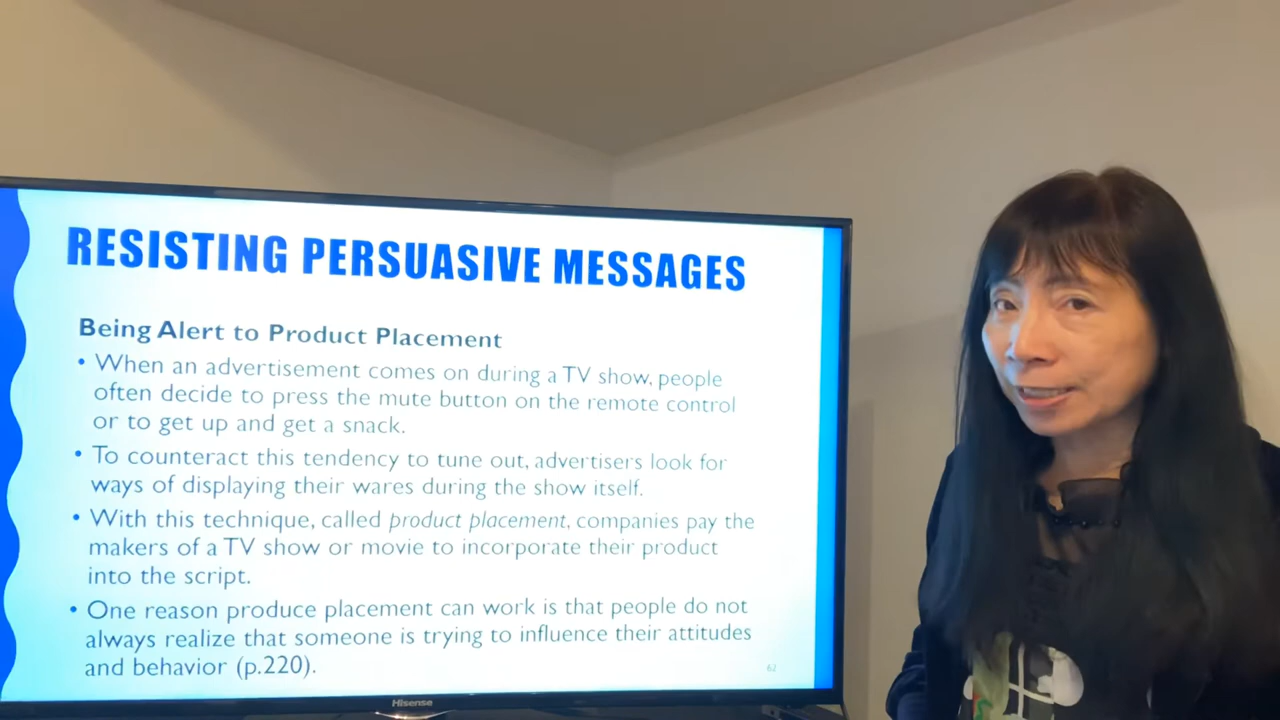 RESISTING PERSUASIVE MESSAGES
Being Alert to Product Placement
• When an advertisement comes on during a TV show, people
often decide to press the mute button on the remote control
or to get up and get a snack.
• To counteract this tendency to tune out, advertisers look for
ways of displaying their wares during the show itself.
• With this technique, called product placement, companies pay the
makers of a TV show or movie to incorporate their product
into the script.
• One reason produce placement can work is that people do not
always realize that someone is trying to influence their attitudes
and behavior (p.220).
62
Hisense